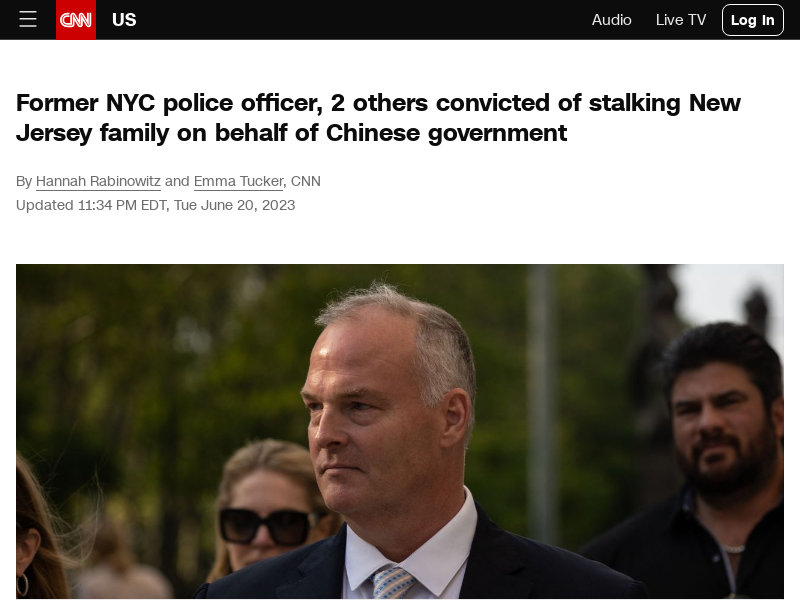 CNN US Audio Live TV Log In
Former NYC police officer, 2 others convicted of stalking New
Jersey family on behalf of Chinese government
By Hannah Rabinowitz and Emma Tucker, CNN
Updated 11:34 PM EDT, Tue June 20, 2023